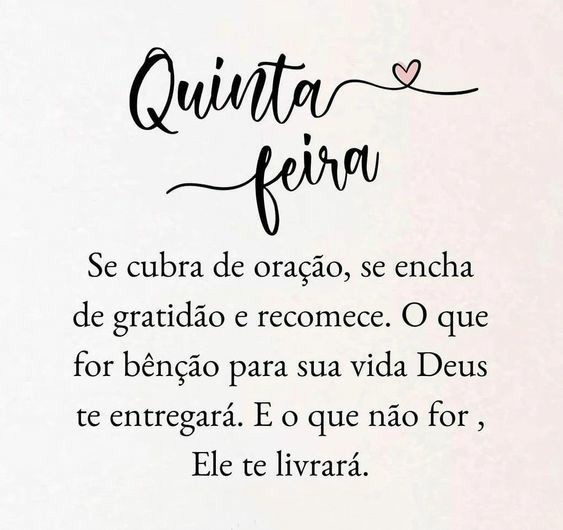 Quinta
feira
Se cubra de oração, se encha
de gratidão e recomece. O que
for bênção para sua vida Deus
te entregará. E o que não for ,
Ele te livrará.